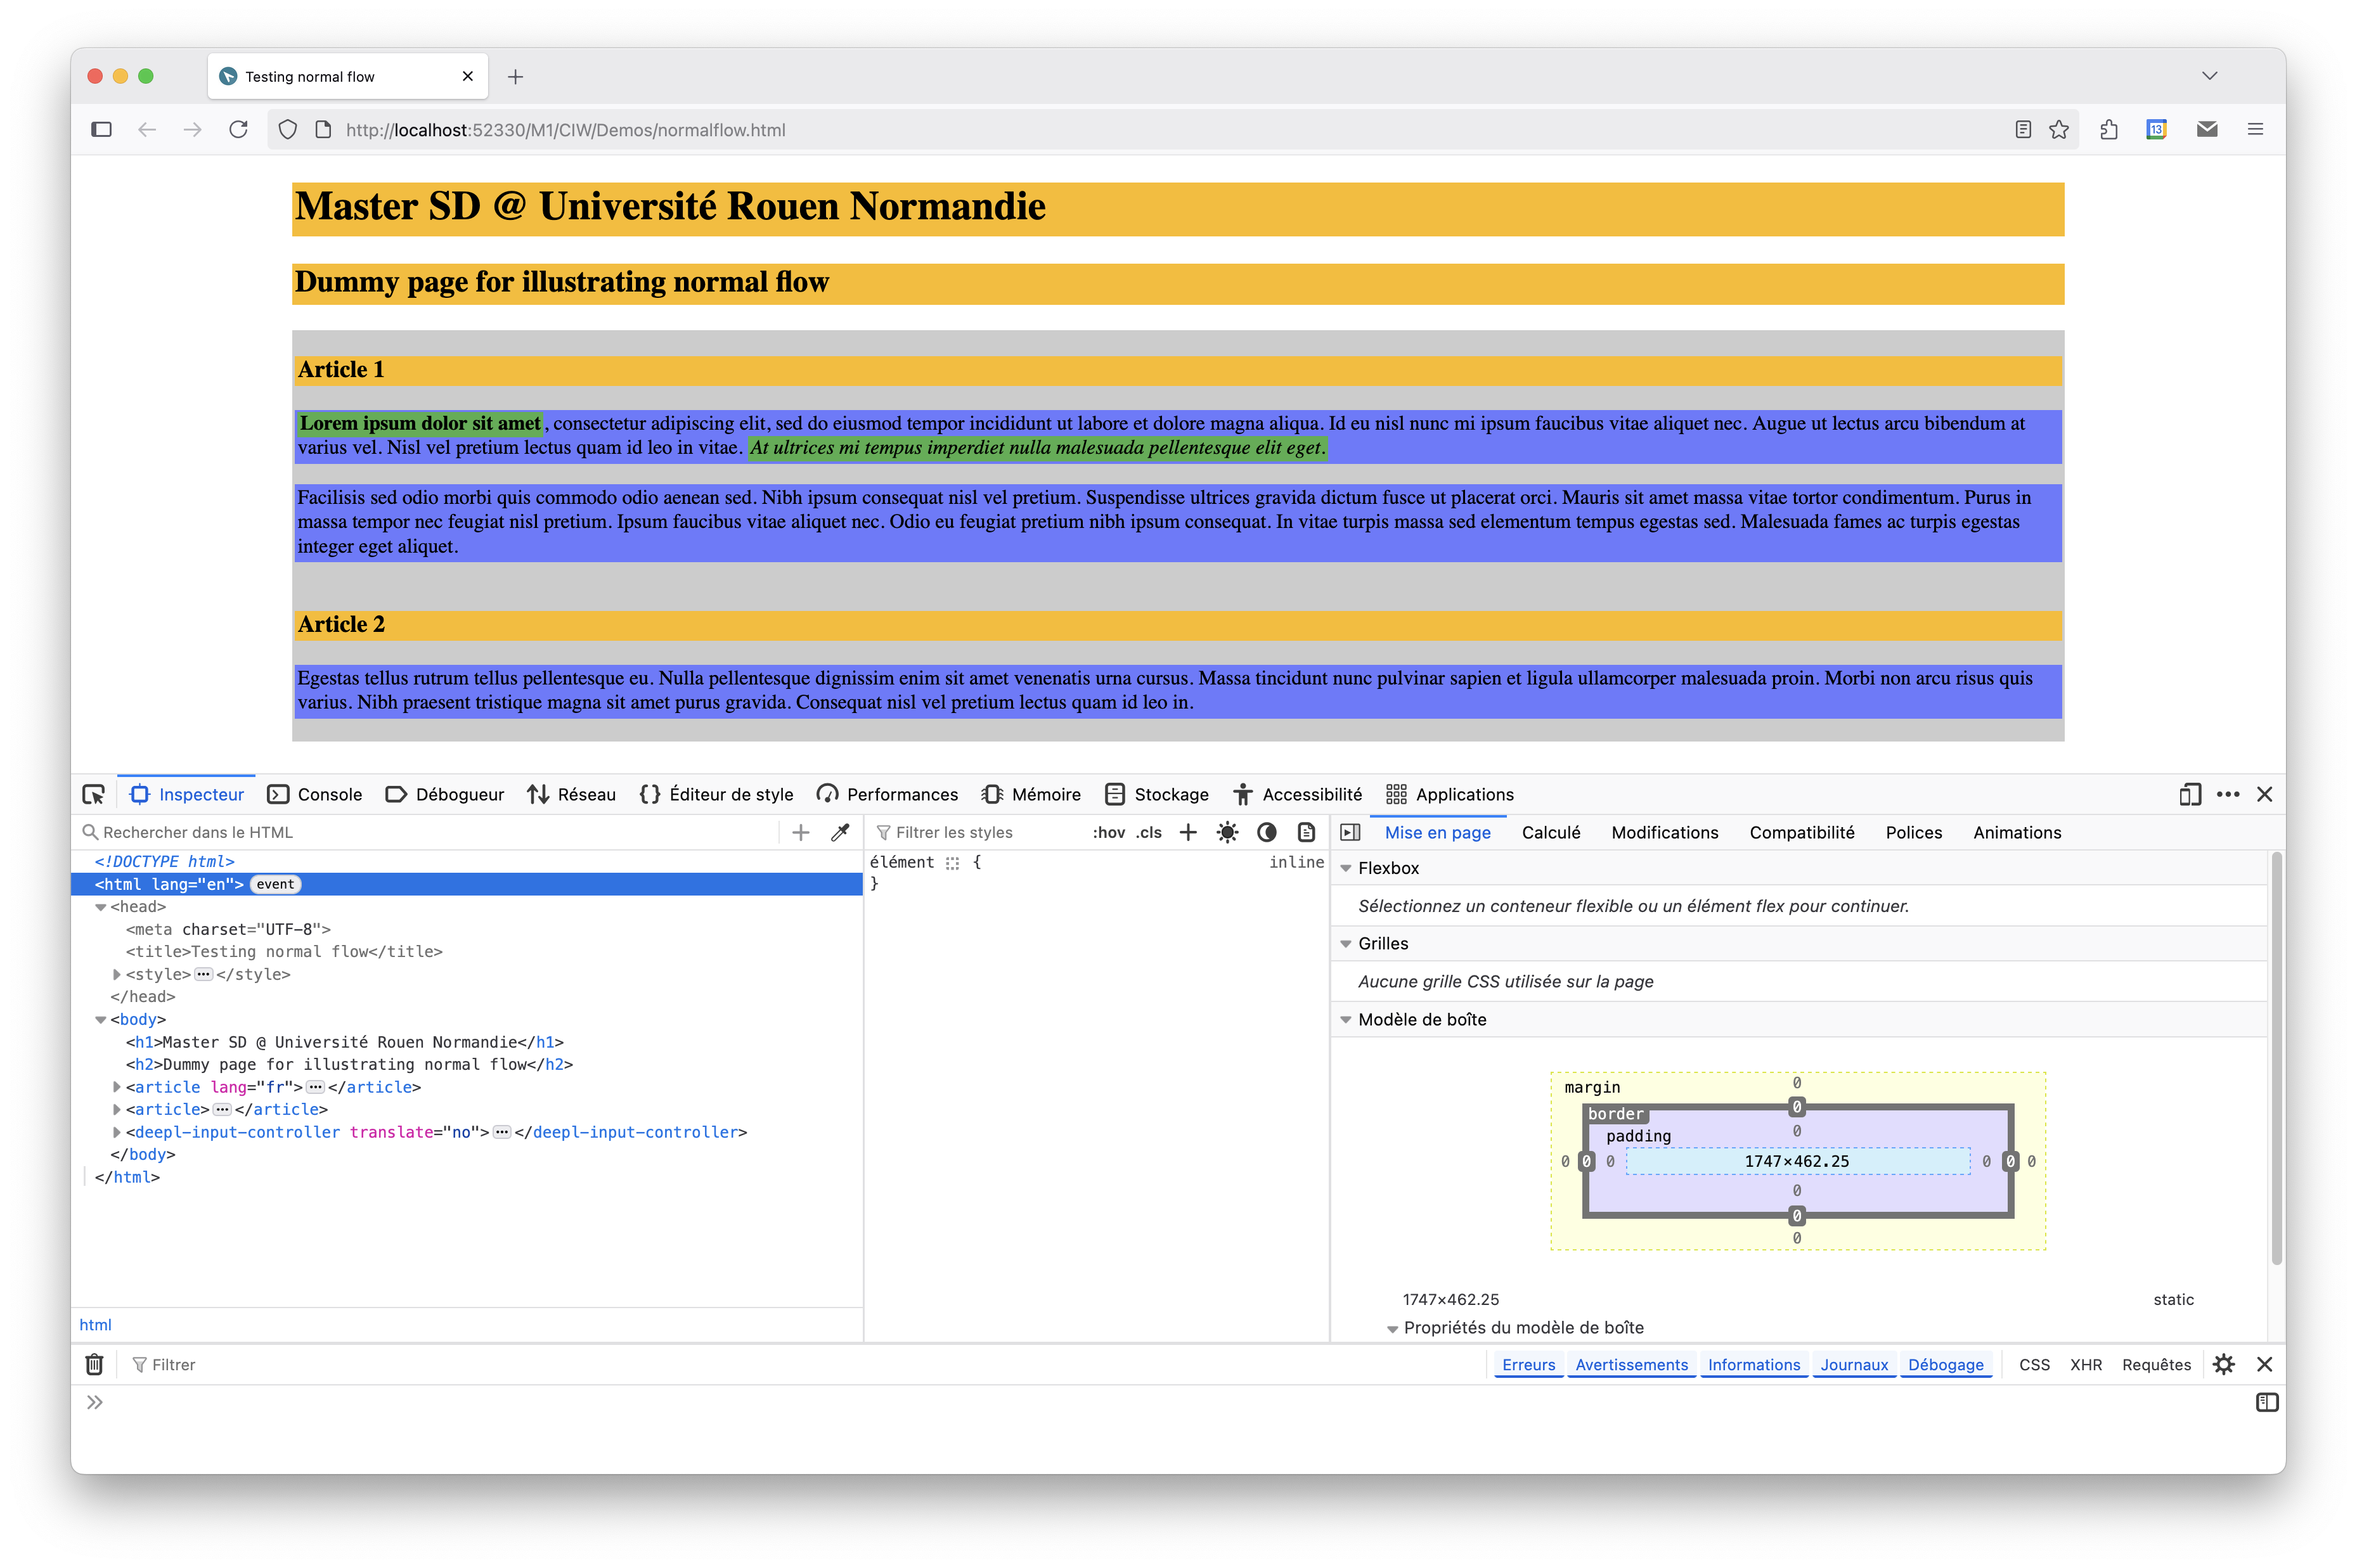 Testing normal flow
http://localhost:52330/M1/CIW/Demos/normalflow.html
13
Master SD @ Université Rouen Normandie
Dummy page for illustrating normal flow
Article 1
Lorem ipsum dolor sit amet, consectetur adipiscing elit, sed do eiusmod tempor incididunt ut labore et dolore magna aliqua. Id eu nisl nunc mi ipsum faucibus vitae aliquet nec. Augue ut lectus arcu bibendum at
varius vel. Nisl vel pretium lectus quam id leo in vitae. At ultrices mi tempus imperdiet nulla malesuada pellentesque elit eget.
Facilisis sed odio morbi quis commodo odio aenean sed. Nibh ipsum consequat nisl vel pretium. Suspendisse ultrices gravida dictum fusce ut placerat orci. Mauris sit amet massa vitae tortor condimentum. Purus in
massa tempor nec feugiat nisl pretium. Ipsum faucibus vitae aliquet nec. Odio eu feugiat pretium nibh ipsum consequat. In vitae turpis massa sed elementum tempus egestas sed. Malesuada fames ac turpis egestas
integer eget aliquet.
Article 2
Egestas tellus rutrum tellus pellentesque eu. Nulla pellentesque dignissim enim sit amet venenatis urna cursus. Massa tincidunt nunc pulvinar sapien et ligula ullamcorper malesuada proin. Morbi non arcu risus quis
varius. Nibh praesent tristique magna sit amet purus gravida. Consequat nisl vel pretium lectus quam id leo in.
Inspecteur Console Débogueur Réseau {} Éditeur de style Performances Mémoire Stockage Accessibilité Applications
Rechercher dans le HTML
<!DOCTYPE html>
<html lang="en"> event
<head>
<meta charset="UTF-8">
<title>Testing normal flow</title>
<style>...</style>
</head>
<body>
<h1>Master SD @ Université Rouen Normandie</h1>
<h2>Dummy page for illustrating normal flow</h2>
<article lang="fr">...</article>
<article>...</article>
<deepl-input-controller translate="no">...</deepl-input-controller>
</body>
</html>
html
Filtrer les styles :hov .cls
élément { inline
}
Mise en page Calculé Modifications Compatibilité Polices Animations
Flexbox
Sélectionnez un conteneur flexible ou un élément flex pour continuer.
Grilles
Aucune grille CSS utilisée sur la page
Modèle de boîte
margin 0
border 0
padding 0
0 0 0 1747×462.25 0 0 0
0
0
0
1747×462.25 static
Propriétés du modèle de boîte
Filtrer Erreurs Avertissements Informations Journaux Débogage CSS XHR Requêtes